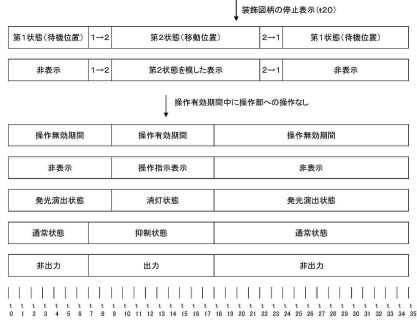 装飾図柄の停止表示(t20)
第1状態(待機位置) 1→2 第2状態(移動位置) 2→1 第1状態(待機位置)
非表示 1→2 第2状態を模した表示 2→1 非表示
操作有効期間中に操作部への操作なし
操作無効期間 操作有効期間 操作無効期間
非表示 操作指示表示 非表示
発光演出状態 消灯状態 発光演出状態
通常状態 抑制状態 通常状態
非出力 出力 非出力
t t t t t t t t t t t t t t t t t t t t t t t t t t t t t t t t t t t t
0 1 2 3 4 5 6 7 8 9 10 11 12 13 14 15 16 17 18 19 20 21 22 23 24 25 26 27 28 29 30 31 32 33 34 35